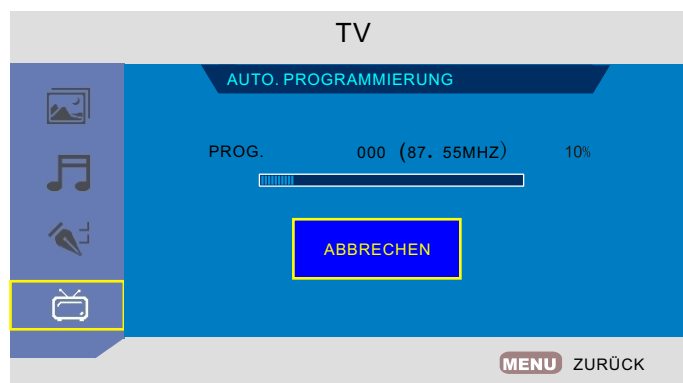 TV
AUTO. PROGRAMMIERUNG
PROG. 000 (87. 55MHZ) 10%
ABBRECHEN
MENU ZURÜCK